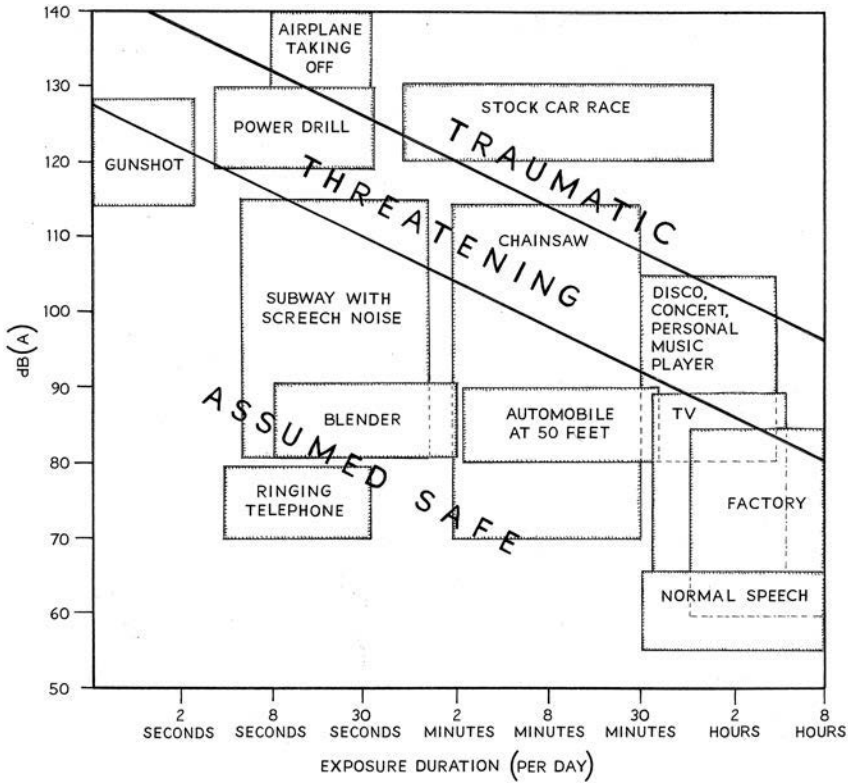 140
130
120
110
100
90
80
70
60
50
dB(A)
AIRPLANE
TAKING
OFF
STOCK CAR RACE
POWER DRILL
GUNSHOT
TRAUMATIC
THREATENING
CHAINSAW
SUBWAY WITH
SCREECH NOISE
DISCO,
CONCERT,
PERSONAL
MUSIC
PLAYER
ASSUMED SAFE
BLENDER
AUTOMOBILE
AT 50 FEET
TV
RINGING
TELEPHONE
FACTORY
NORMAL SPEECH
2
SECONDS
8
SECONDS
30
SECONDS
2
MINUTES
8
MINUTES
30
MINUTES
2
HOURS
8
HOURS
EXPOSURE DURATION (PER DAY)